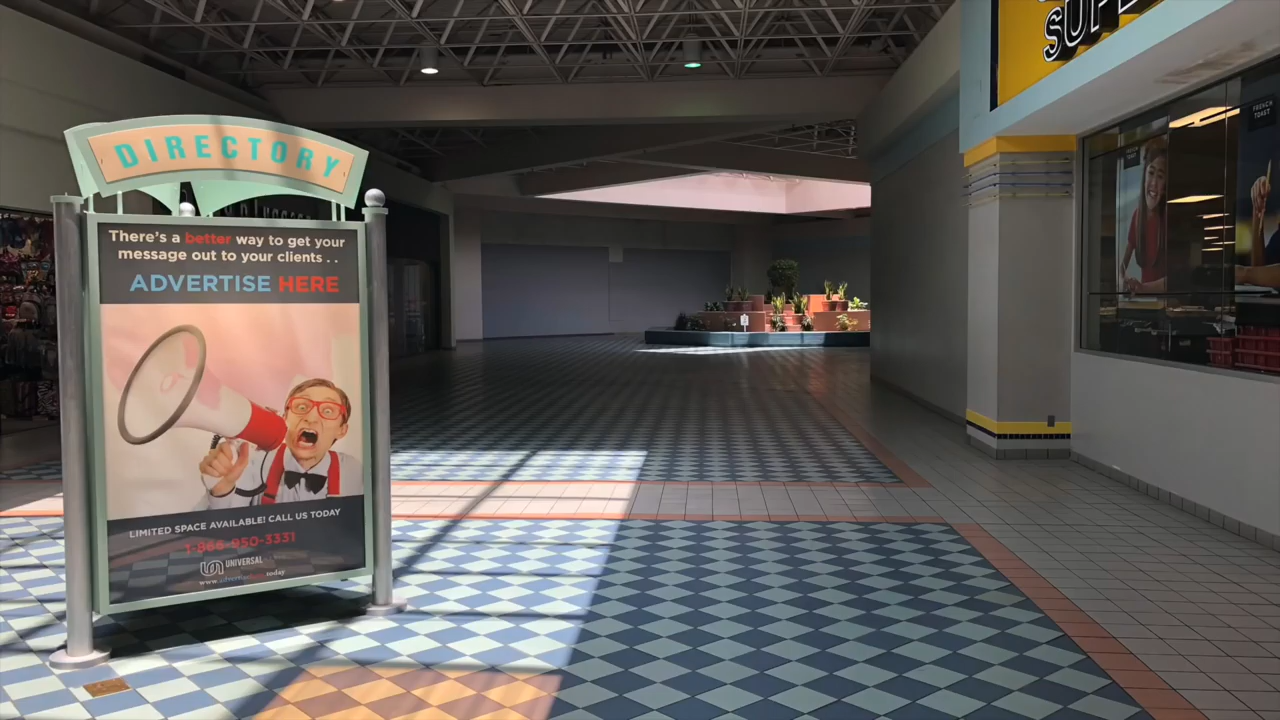 DIRECTORY
There's a better way to get your
message out to your clients . .
ADVERTISE HERE
LIMITED SPACE AVAILABLE! CALL US TODAY
1-866-950-3331
UNIVERSAL
FRENCH
TOAST